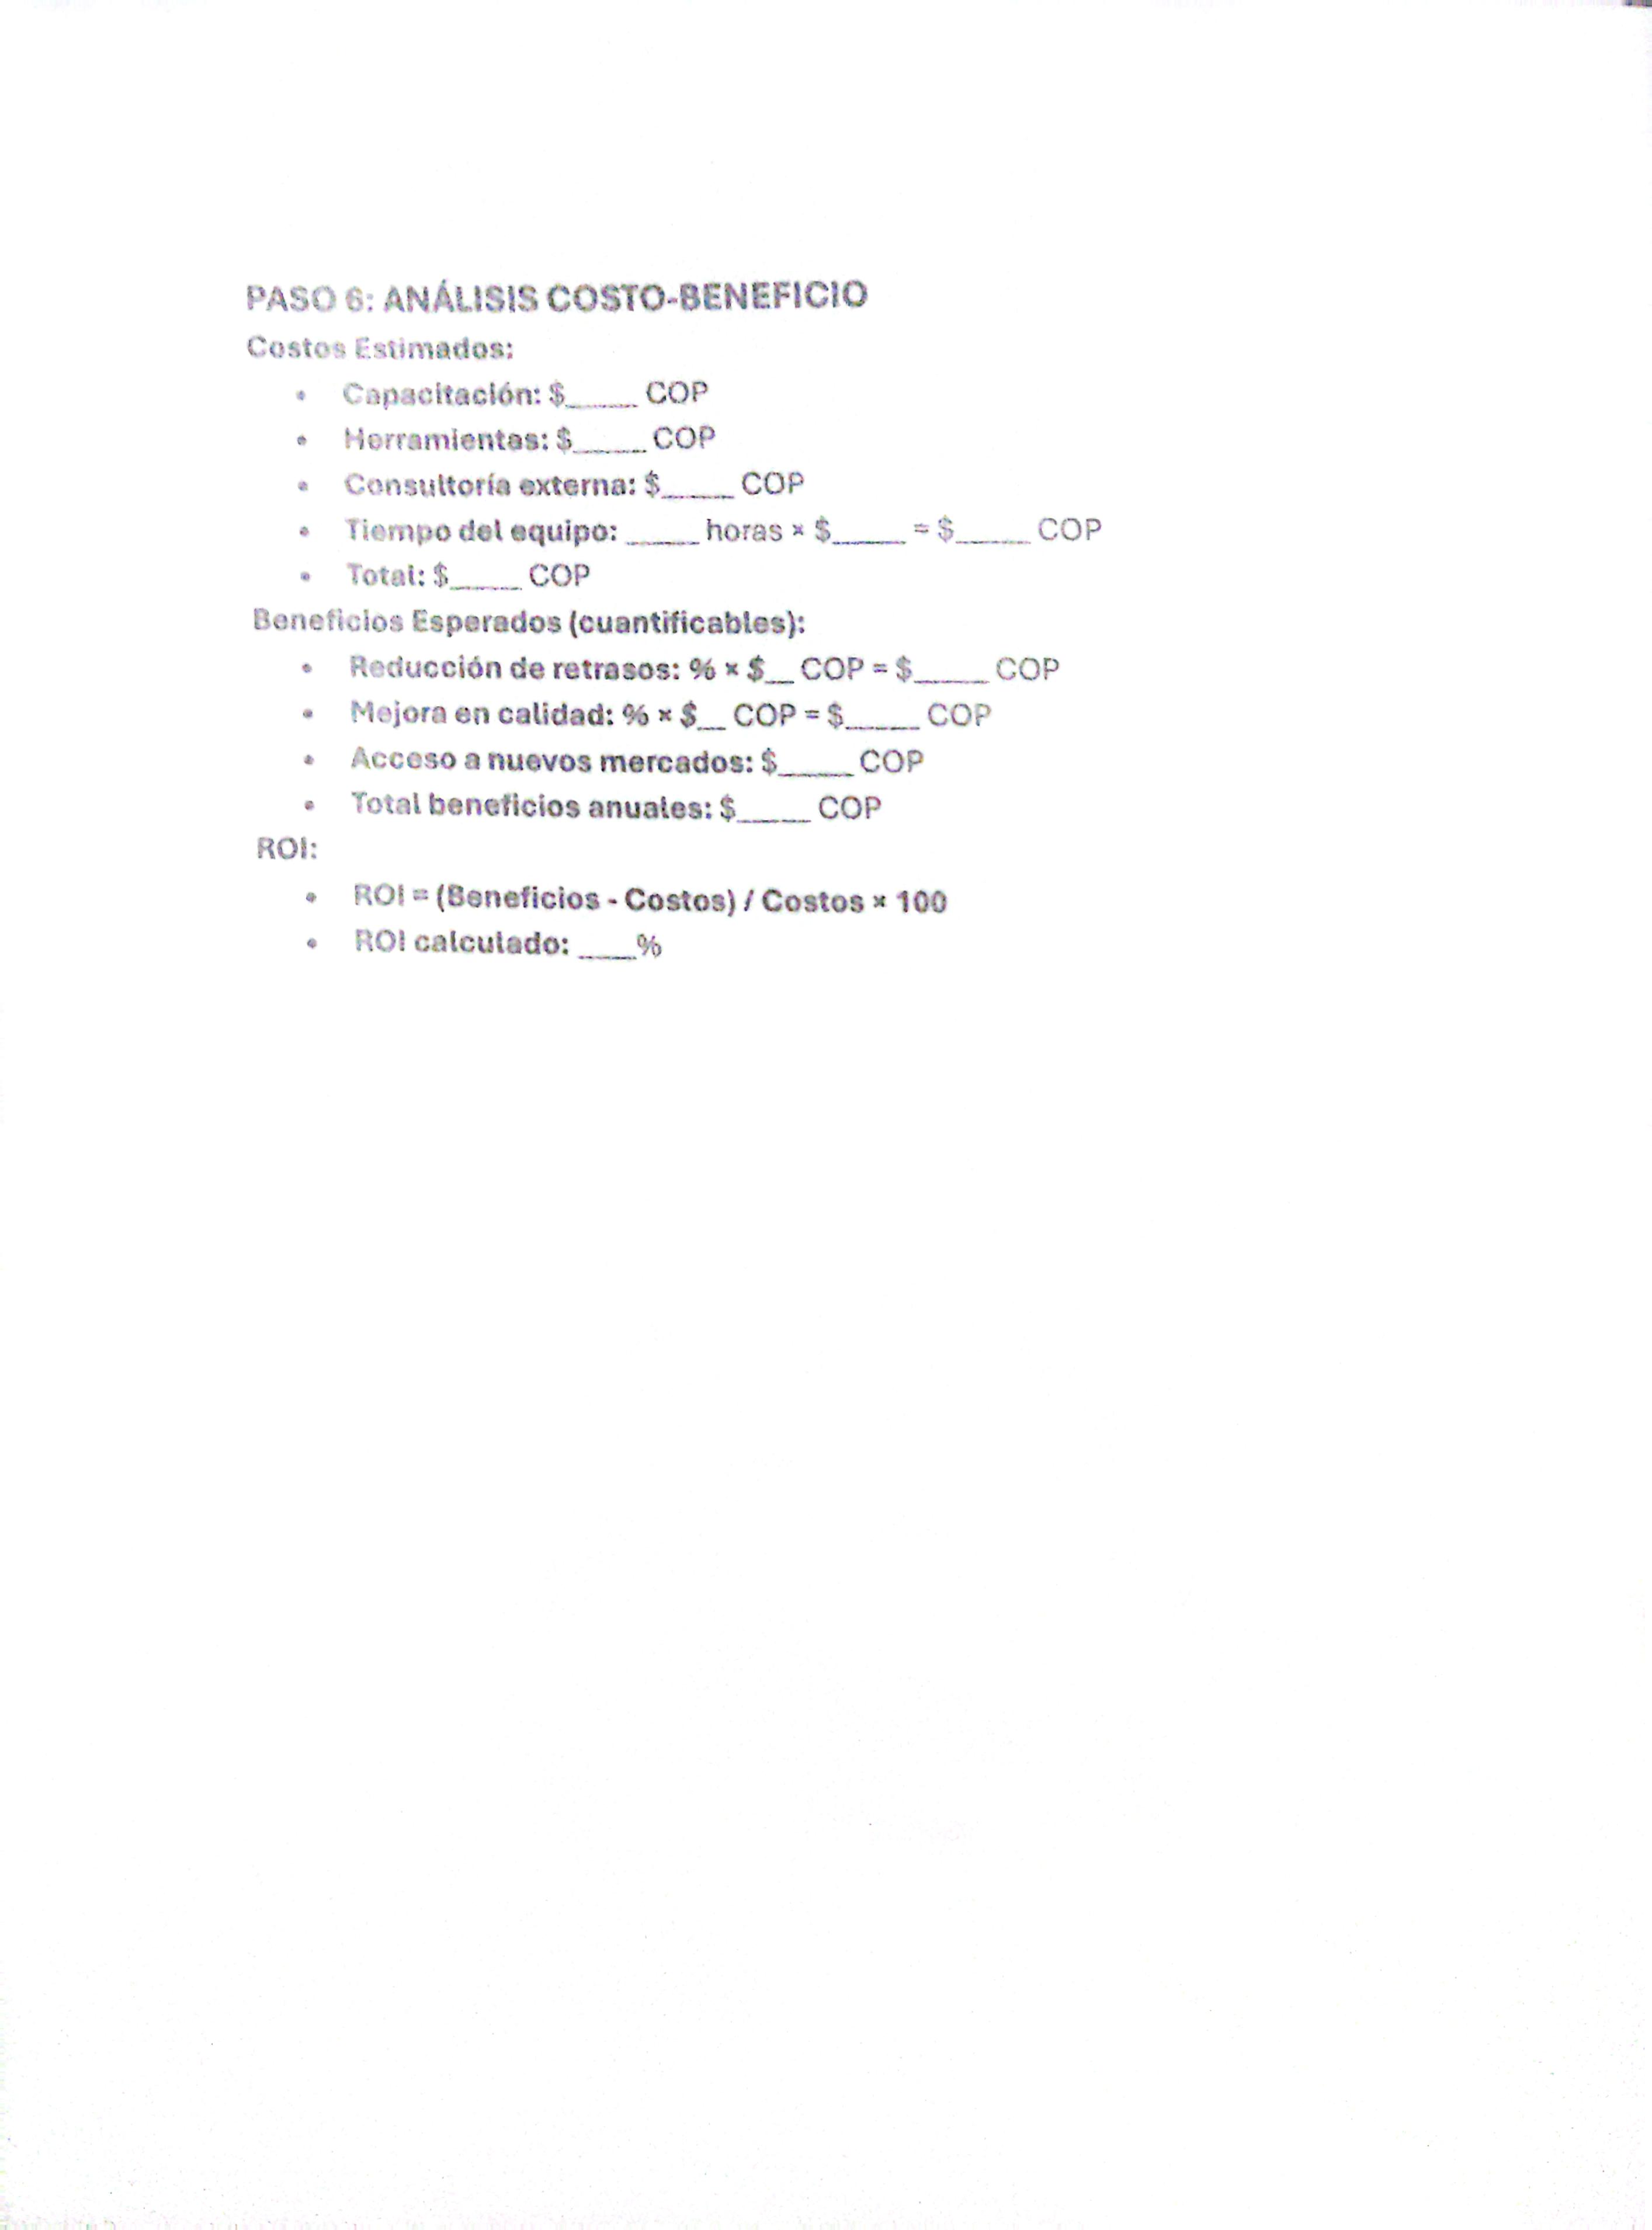 PASO 6: ANÁLISIS COSTO-BENEFICIO
Costos Estimados:
• Capacitación: $_____ COP
• Herramientas: $_____ COP
• Consultoría externa: $_____ COP
• Tiempo del equipo: _____ horas × $_____ = $_____ COP
• Total: $_____ COP
Beneficios Esperados (cuantificables):
• Reducción de retrasos: % × $__ COP = $_____ COP
• Mejora en calidad: % × $__ COP = $_____ COP
• Acceso a nuevos mercados: $_____ COP
• Total beneficios anuales: $_____ COP
ROI:
• ROI = (Beneficios - Costos) / Costos × 100
• ROI calculado: ____%